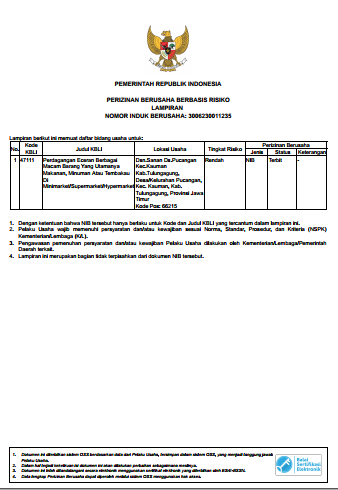 PEMERINTAH REPUBLIK INDONESIA
PERIZINAN BERUSAHA BERBASIS RISIKO
LAMPIRAN
NOMOR INDUK BERUSAHA: 3006230011235
Lampiran berikut ini memuat daftar bidang usaha untuk:
No. Kode KBLI Judul KBLI Lokasi Usaha Tingkat Risiko Perizinan Berusaha
Jenis Status Keterangan
1 47111 Perdagangan Eceran Berbagai Dsn.Sanan Ds.Pucangan Rendah NIB Terbit -
Macam Barang Yang Utamanya Kec.Kauman
Makanan, Minuman Atau Tembakau Kab.Tulungagung,
Di Desa/Kelurahan Pucangan,
Minimarket/Supermarket/Hypermarket Kec. Kauman, Kab.
Tulungagung, Provinsi Jawa
Timur
Kode Pos: 66215
1. Dengan ketentuan bahwa NIB tersebut hanya berlaku untuk Kode dan Judul KBLI yang tercantum dalam lampiran ini.
2. Pelaku Usaha wajib memenuhi persyaratan dan/atau kewajiban sesuai Norma, Standar, Prosedur, dan Kriteria (NSPK)
Kementerian/Lembaga (K/L).
3. Pengawasan pemenuhan persyaratan dan/atau kewajiban Pelaku Usaha dilakukan oleh Kementerian/Lembaga/Pemerintah
Daerah terkait.
4. Lampiran ini merupakan bagian tidak terpisahkan dari dokumen NIB tersebut.
1. Dokumen ini diterbitkan sistem OSS berdasarkan data dari Pelaku Usaha, tersimpan dalam sistem OSS, yang menjadi tanggung jawab
Pelaku Usaha.
2. Dalam hal terjadi kekeliruan isi dokumen ini akan dilakukan perbaikan sebagaimana mestinya.
3. Dokumen ini telah ditandatangani secara elektronik menggunakan sertifikat elektronik yang diterbitkan oleh BSrE-BSSN.
4. Data lengkap Perizinan Berusaha dapat diperoleh melalui sistem OSS menggunakan hak akses.
Balai
Sertifikasi
Elektronik